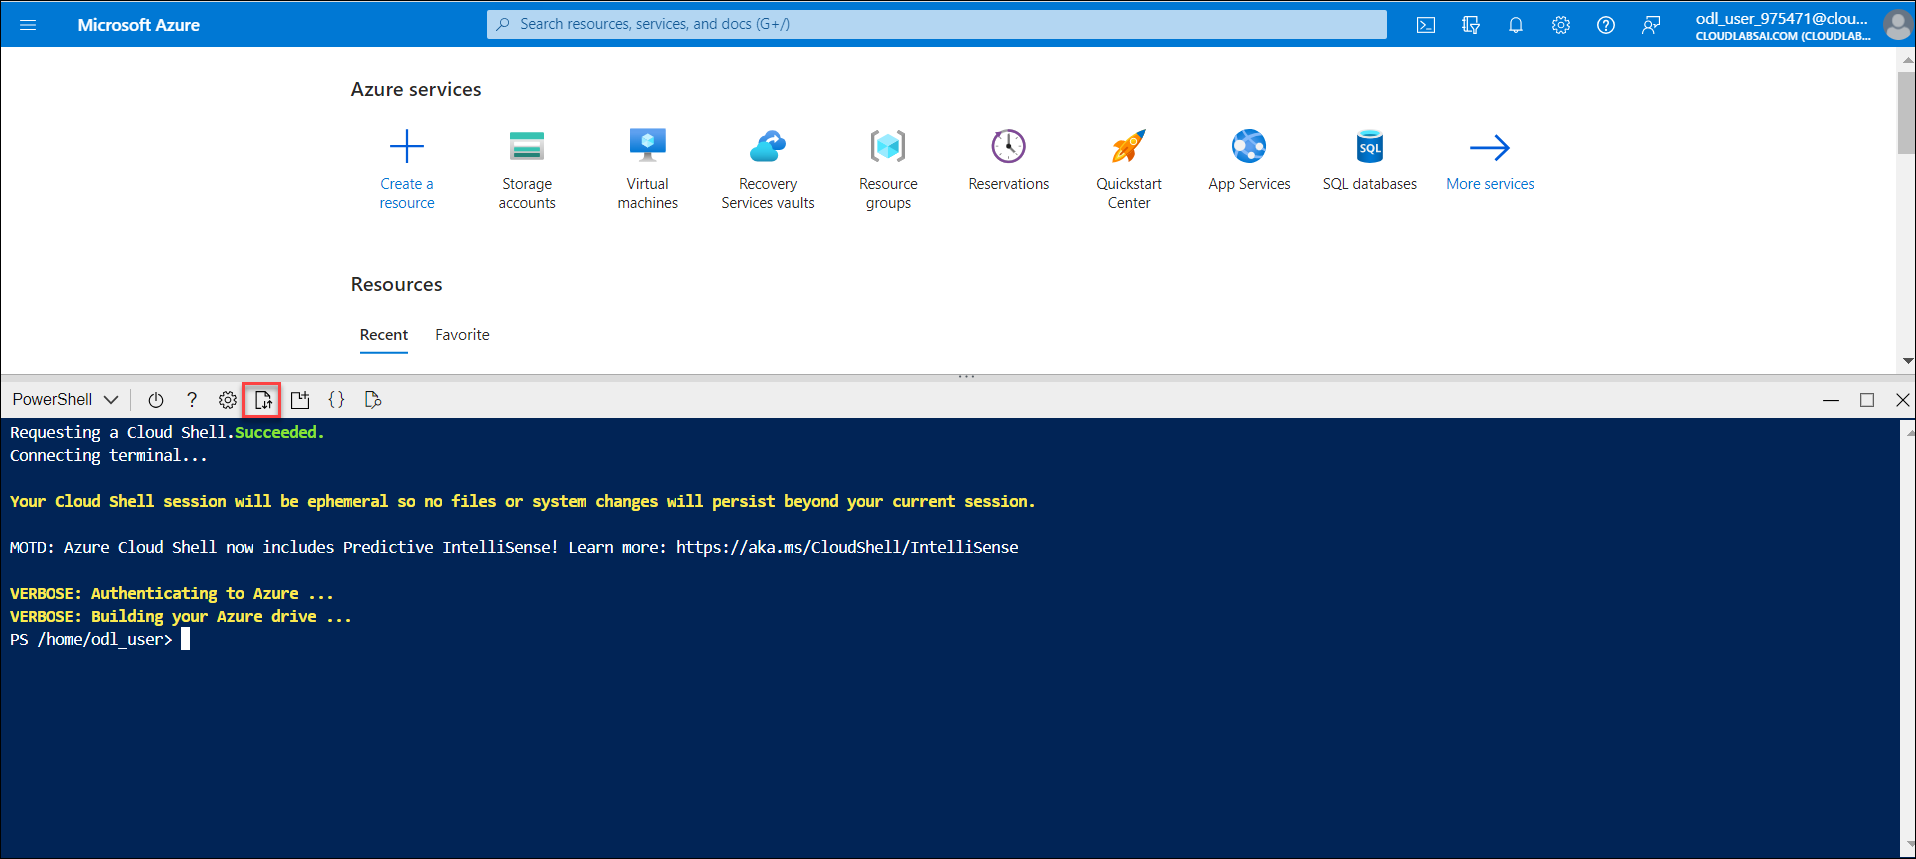 Microsoft Azure
Search resources, services, and docs (G+/)
odl_user_975471@clou...
CLOUDLABSAI.COM (CLOUDLAB...
Azure services
Create a resource
Storage accounts
Virtual machines
Recovery Services vaults
Resource groups
Reservations
Quickstart Center
App Services
SQL
SQL databases
More services
Resources
Recent
Favorite
PowerShell
Requesting a Cloud Shell.Succeeded.
Connecting terminal...
Your Cloud Shell session will be ephemeral so no files or system changes will persist beyond your current session.
MOTD: Azure Cloud Shell now includes Predictive IntelliSense! Learn more: https://aka.ms/CloudShell/IntelliSense
VERBOSE: Authenticating to Azure ...
VERBOSE: Building your Azure drive ...
PS /home/odl_user>